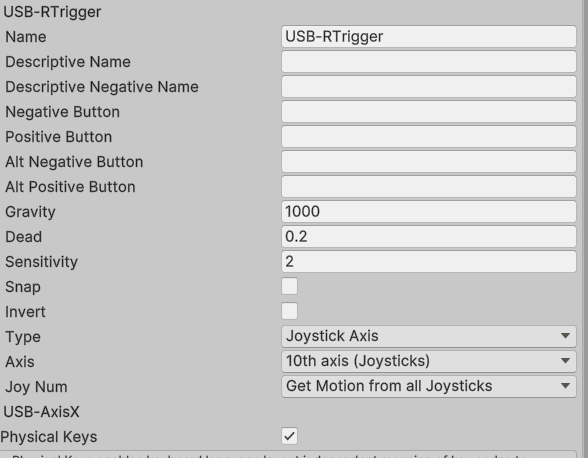 USB-RTrigger
Name USB-RTrigger
Descriptive Name
Descriptive Negative Name
Negative Button
Positive Button
Alt Negative Button
Alt Positive Button
Gravity 1000
Dead 0.2
Sensitivity 2
Snap
Invert
Type Joystick Axis
Axis 10th axis (Joysticks)
Joy Num Get Motion from all Joysticks
USB-AxisX
Physical Keys